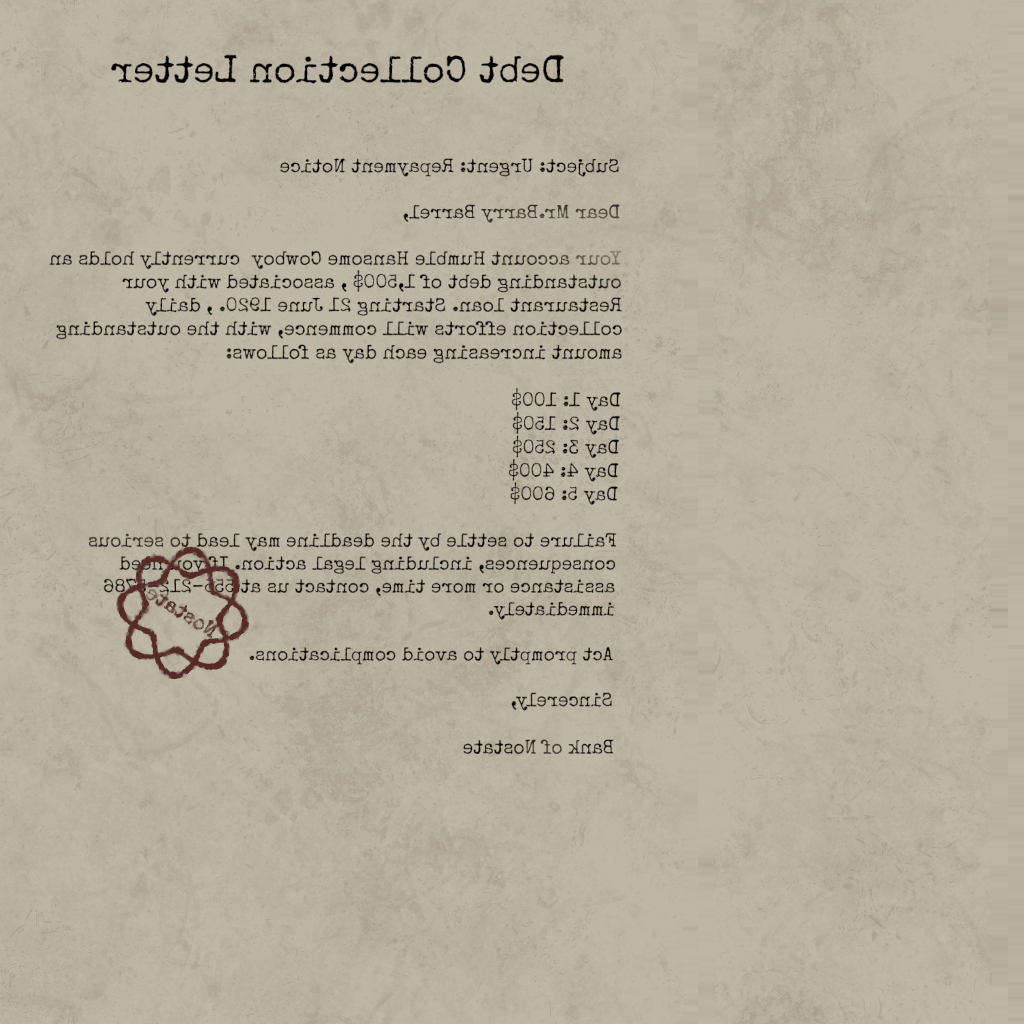 Debt Collection Letter
Subject: Urgent: Repayment Notice
Dear Mr.Barry Barrel,
Your account Humble Hansome Cowboy currently holds an
outstanding debt of 1,500$ , associated with your
Restaurant loan. Starting 21 June 1920. , daily
collection efforts will commence, with the outstanding
amount increasing each day as follows:
Day 1: 100$
Day 2: 150$
Day 3: 250$
Day 4: 400$
Day 5: 600$
Failure to settle by the deadline may lead to serious
consequences, including legal action. If you need
assistance or more time, contact us at
immediately.
Act promptly to avoid complications.
Sincerely,
Bank of Nostate
Nostate